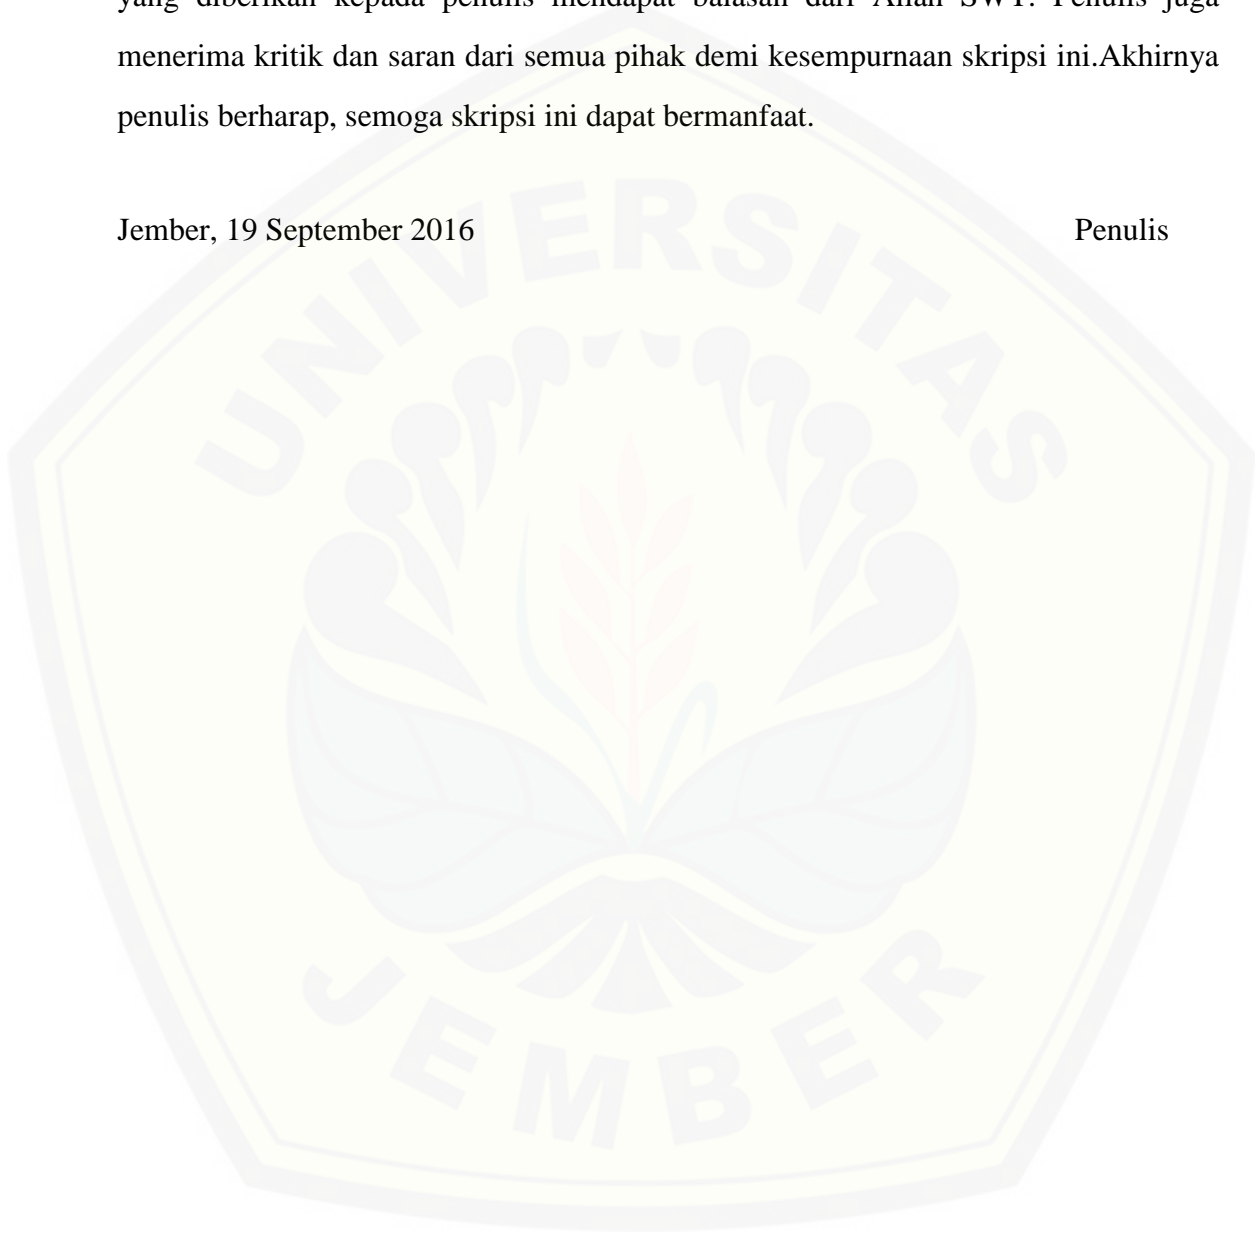 yang diberikan kepada penulis mendapat balasan dari Allah SWT. Penulis juga
menerima kritik dan saran dari semua pihak demi kesempurnaan skripsi ini.Akhirnya
penulis berharap, semoga skripsi ini dapat bermanfaat.
Jember, 19 September 2016 Penulis
UNIVERSITAS
JEMBER